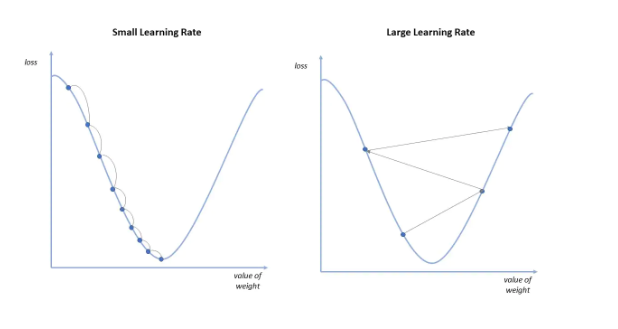 Small Learning Rate
loss
value of
weight
Large Learning Rate
loss
value of
weight